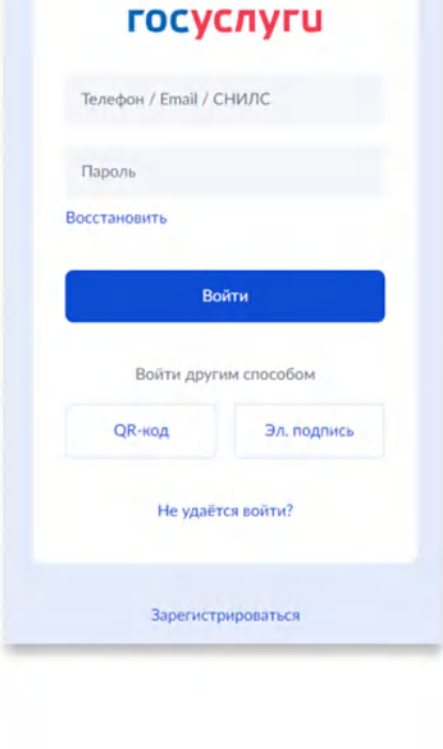 госуслуги
Телефон / Email / СНИЛС
Пароль
Восстановить
Войти
Войти другим способом
QR-код
Эл. подпись
Не удаётся войти?
Зарегистрироваться